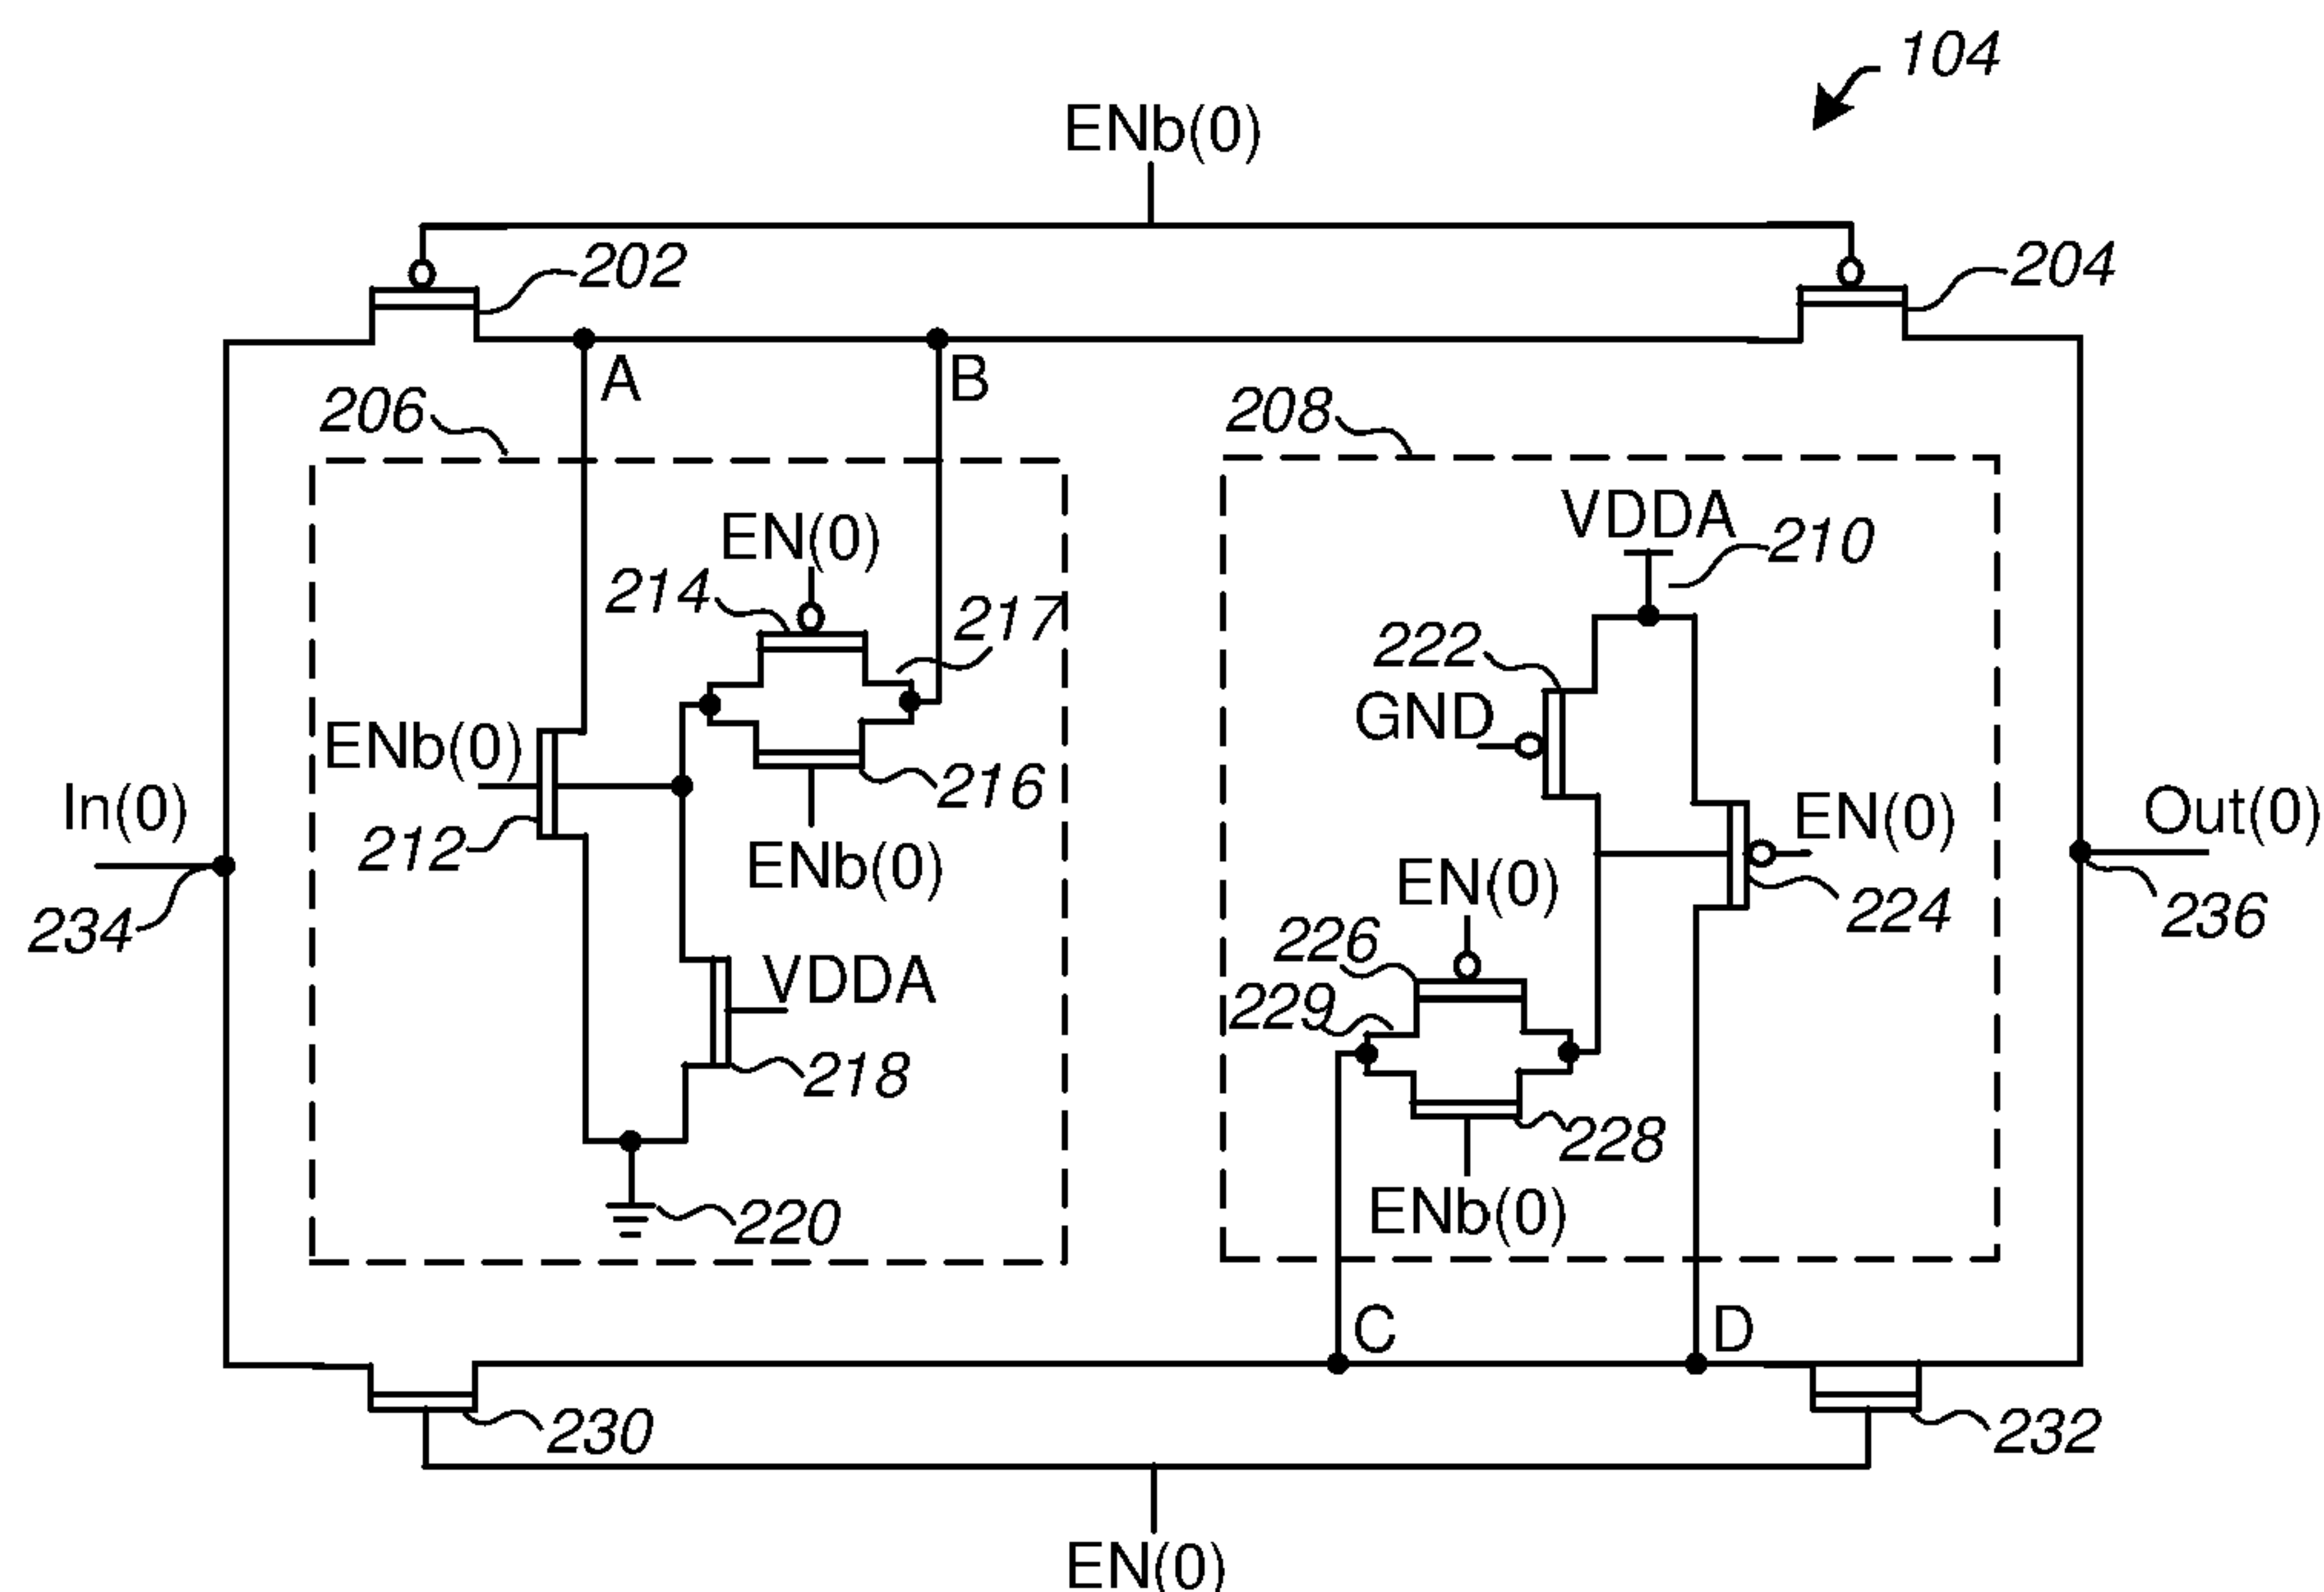 104
ENb(0)
202
204
A
B
206
208
EN(0)
VDDA
210
214
217
222
GND
ENb(0)
216
In(0)
EN(0)
Out(0)
212
ENb(0)
EN(0)
224
234
236
226
VDDA
229
218
228
220
ENb(0)
C
D
230
232
EN(0)